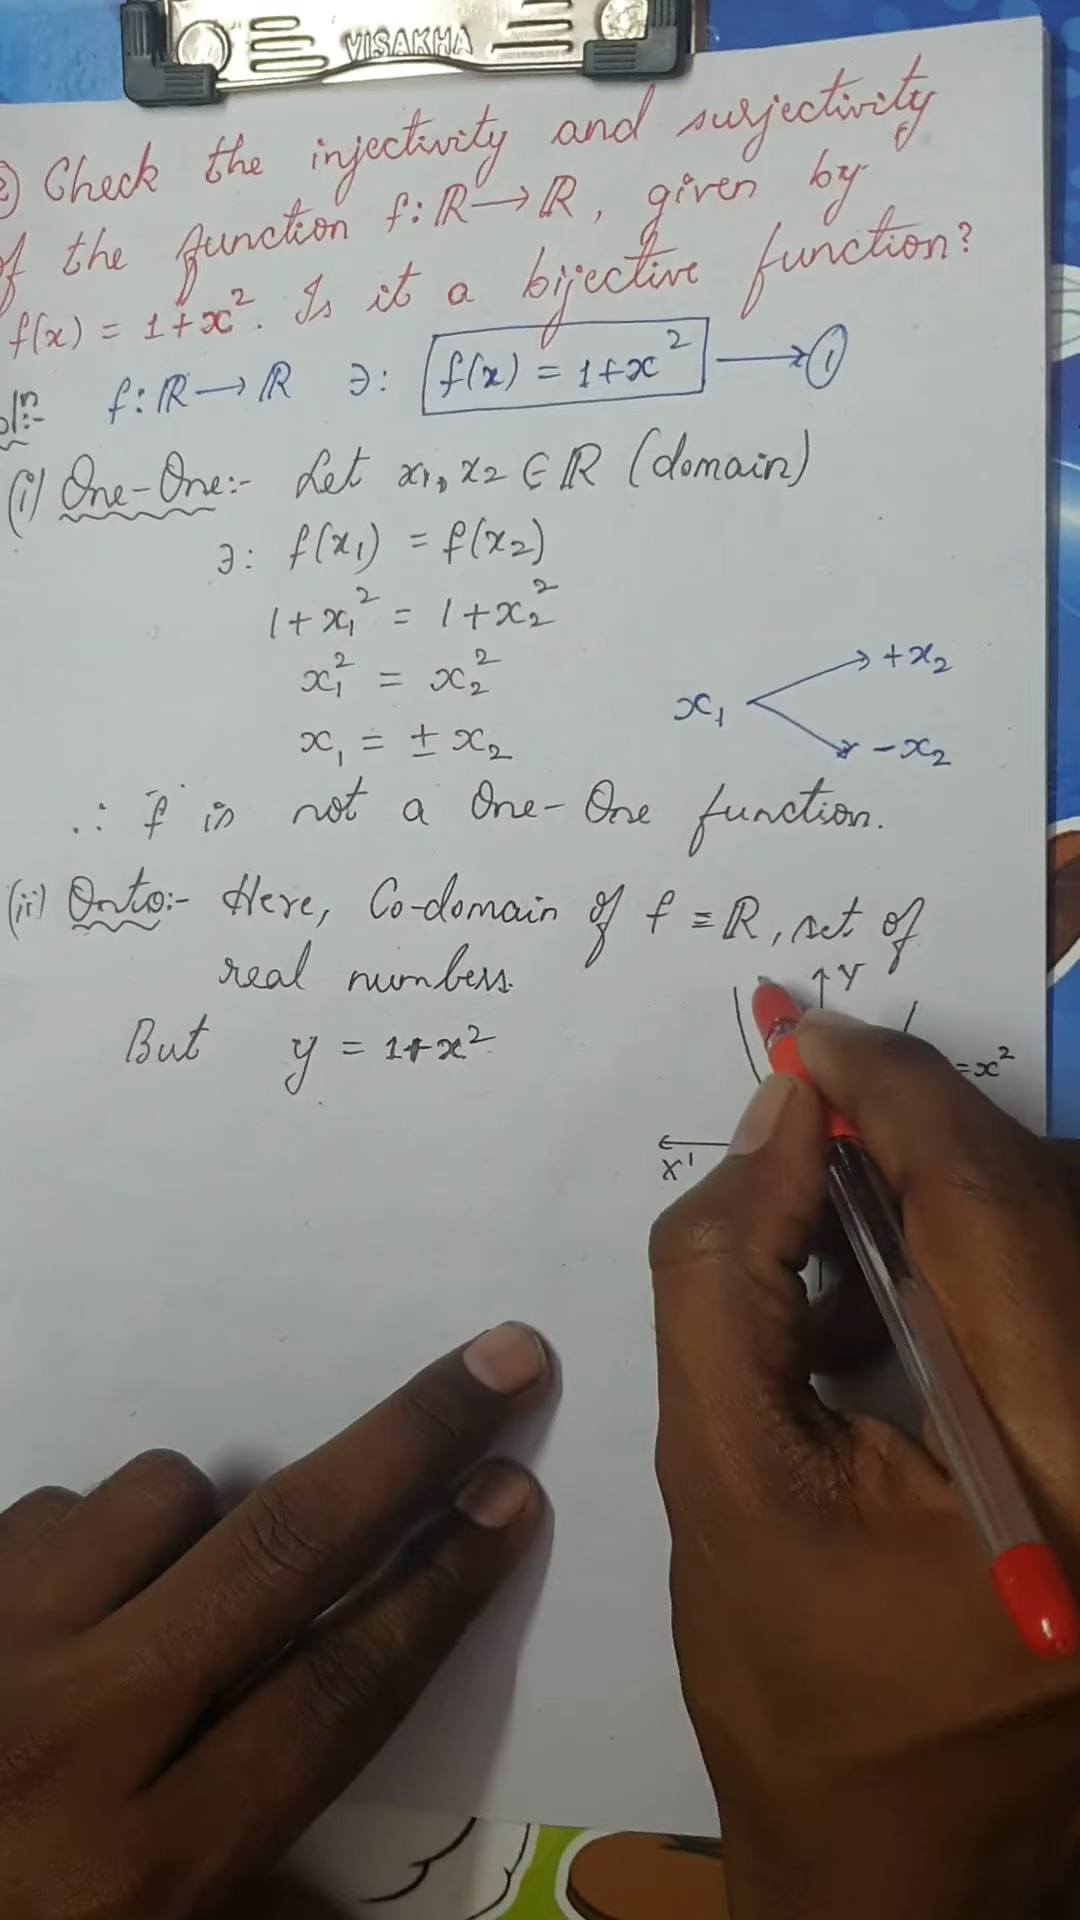 VISAKHA
Check the injectivity and surjectivity
of the function f: ℝ → ℝ, given by
f(x) = 1+x². Is it a bijective function?
f: ℝ → ℝ ∋: f(x) = 1+x² → ①
(i) One-One:- Let x₁, x₂ ∈ ℝ (domain)
∋: f(x₁) = f(x₂)
1+x₁² = 1+x₂²
x₁² = x₂²
x₁ = ± x₂
x₁
+x₂
-x₂
∴ f is not a One-One function.
(ii) Onto:- Here, Co-domain of f = ℝ, set of
real numbers.
But y = 1+x²
Y
=x²
X'